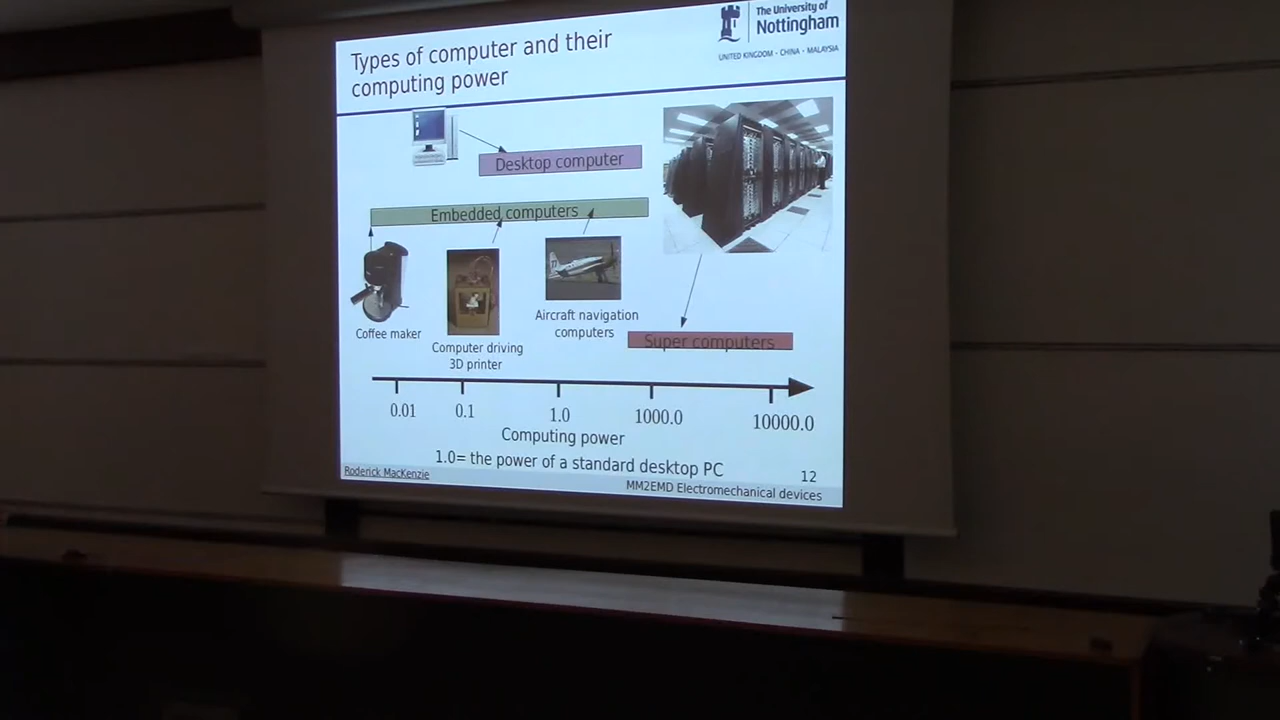 Types of computer and their
computing power
The University of
Nottingham
UNITED KINGDOM - CHINA - MALAYSIA
Desktop computer
Embedded computers
Coffee maker
Computer driving
3D printer
Aircraft navigation
computers
Super computers
0.01 0.1 1.0 1000.0 10000.0
Computing power
1.0= the power of a standard desktop PC
Roderick MacKenzie
12
MM2EMD Electromechanical devices